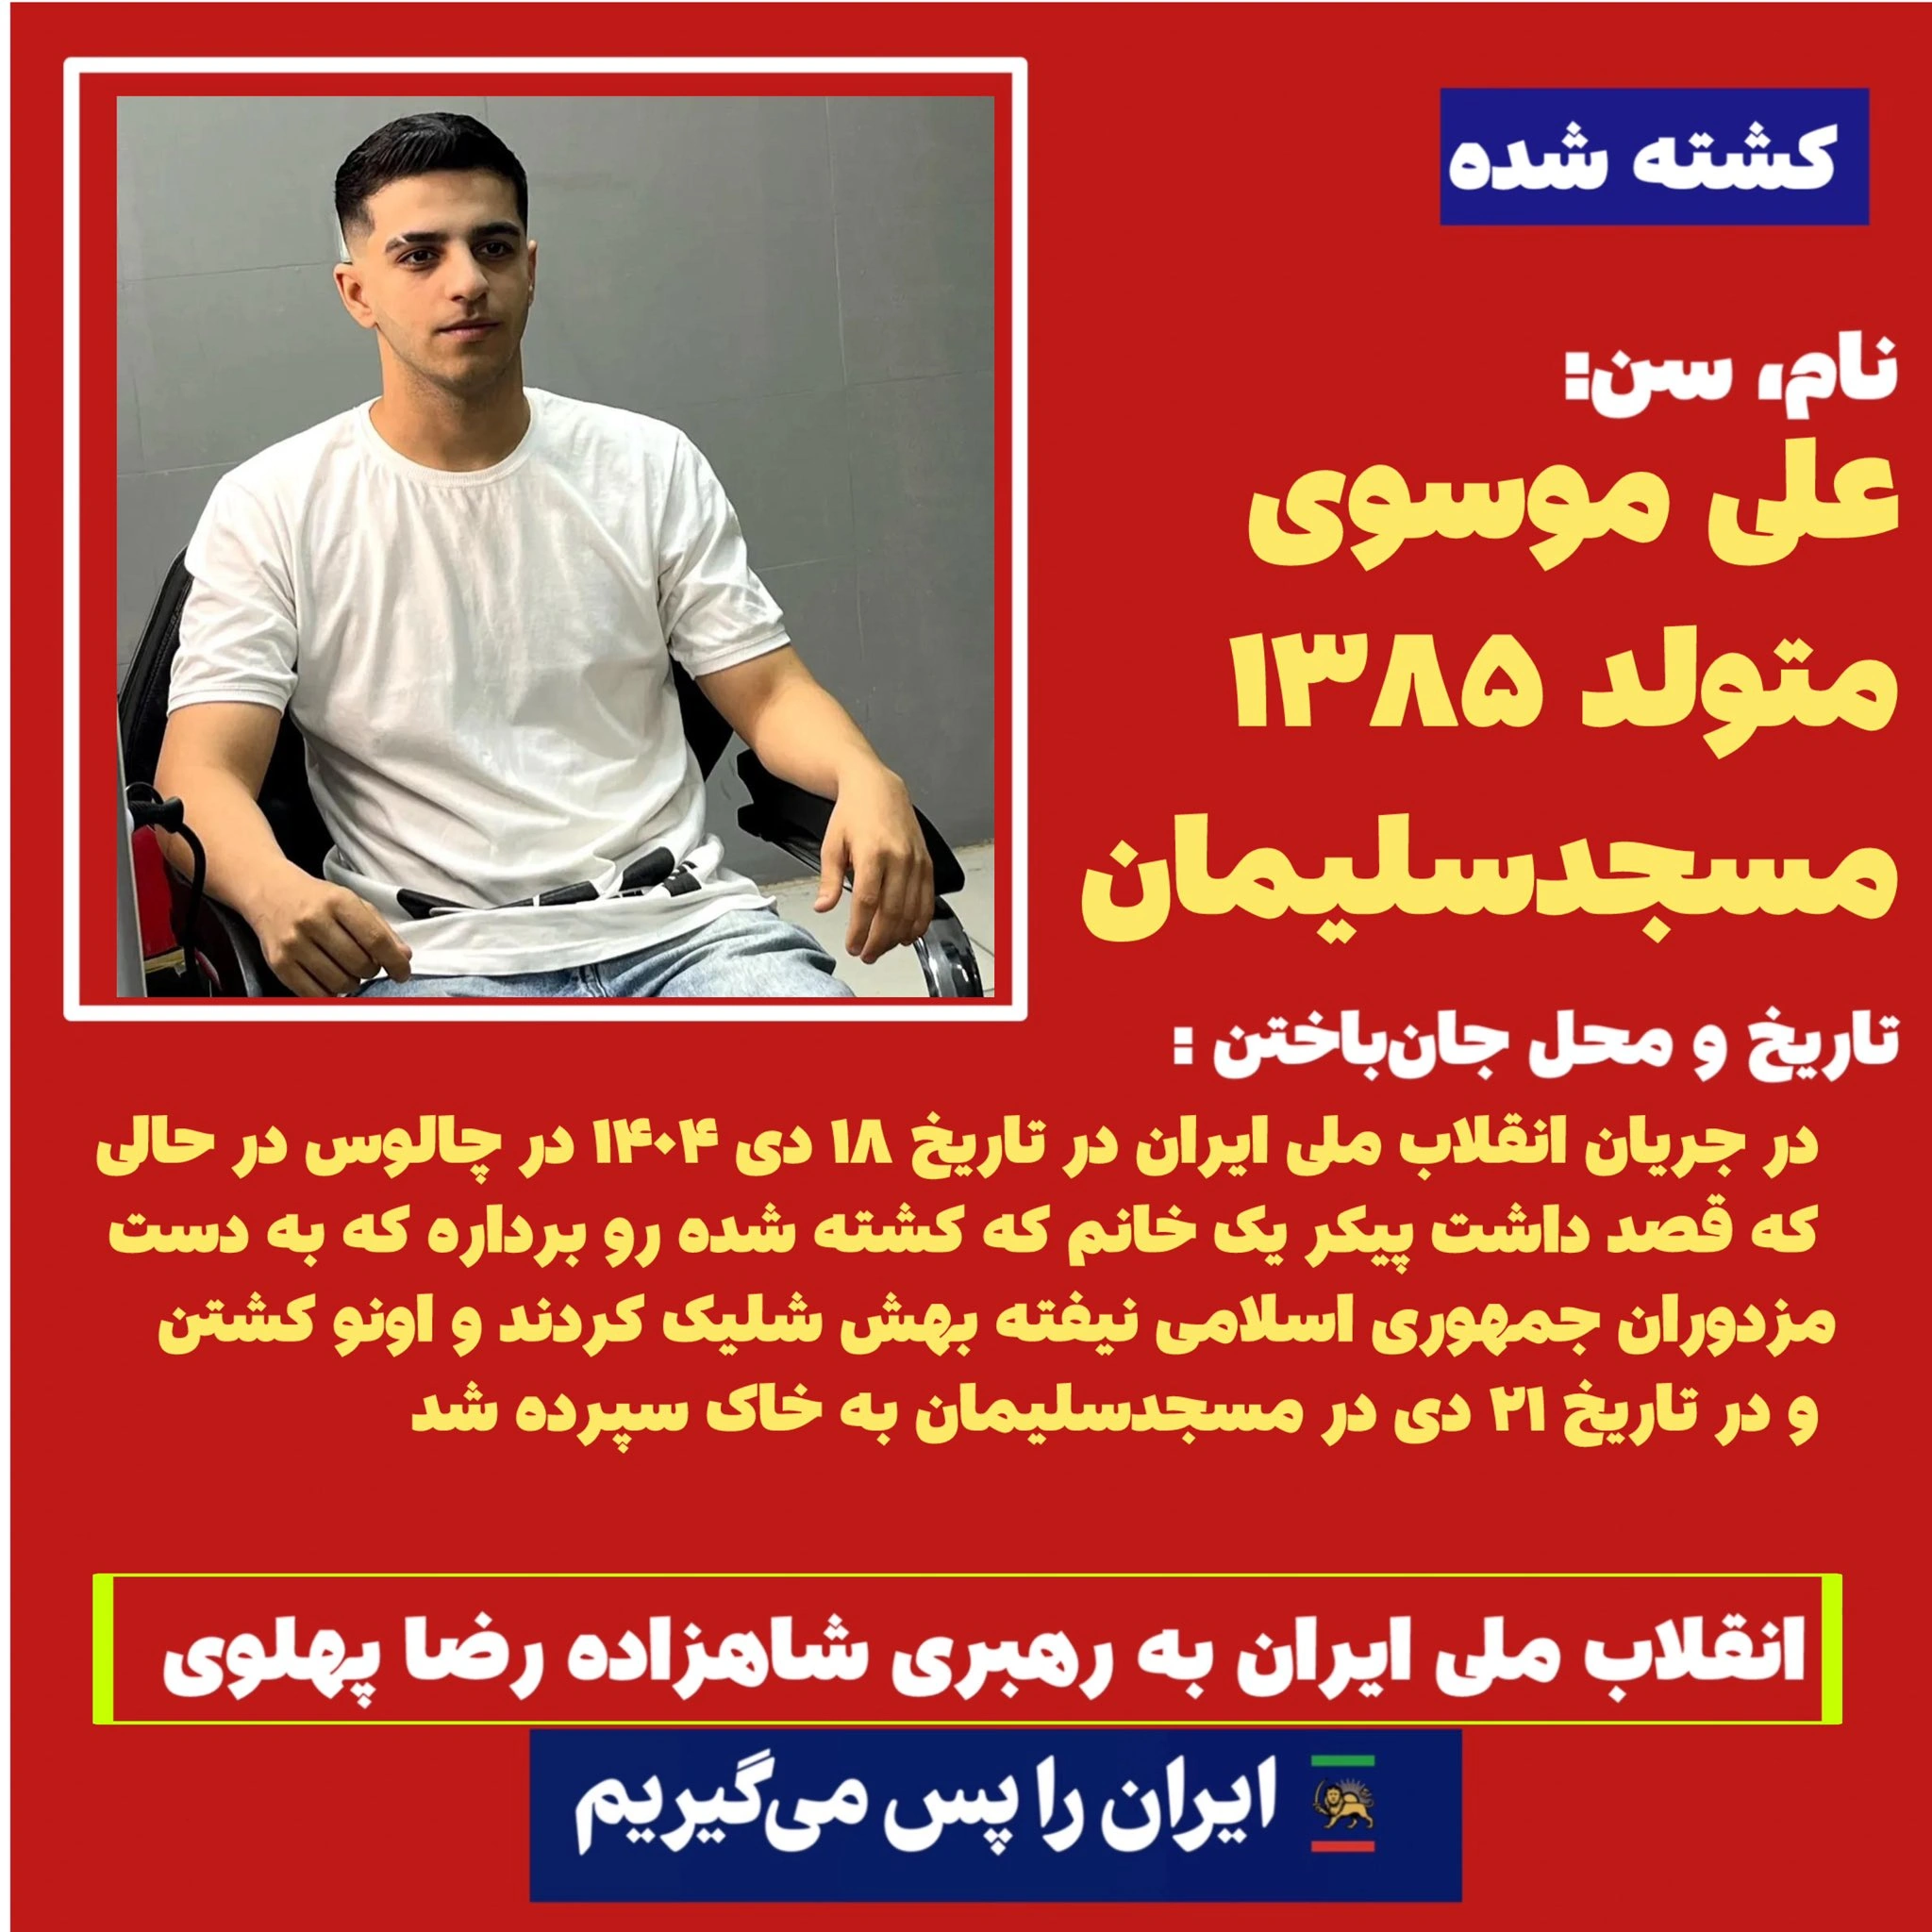 کشته شده
نام، سن:
علی موسوی
متولد ۱۳۸۵
مسجدسلیمان
تاریخ و محل جان‌باختن :
در جریان انقلاب ملی ایران در تاریخ ۱۸ دی ۱۴۰۴ در چالوس در حالی
که قصد داشت پیکر یک خانم که کشته شده رو برداره که به دست
مزدوران جمهوری اسلامی نیفته بهش شلیک کردند و اونو کشتن
و در تاریخ ۲۱ دی در مسجدسلیمان به خاک سپرده شد
انقلاب ملی ایران به رهبری شاهزاده رضا پهلوی
ایران را پس می‌گیریم